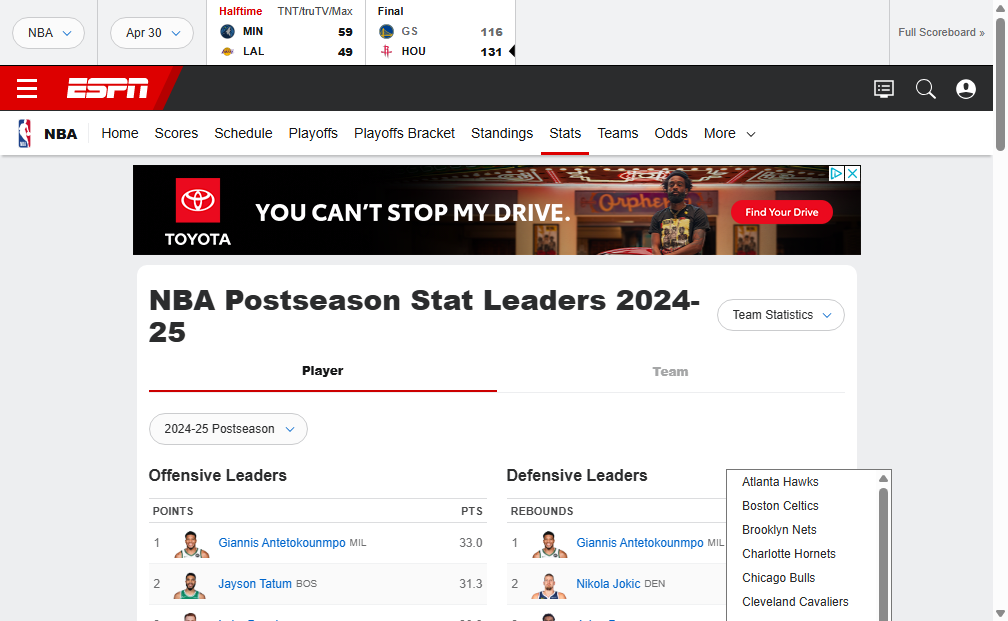 NBA
Apr 30
Halftime TNT/truTV/Max
MIN 59
LAL 49
Final
GS 116
HOU 131
Full Scoreboard »
ESPN
NBA Home Scores Schedule Playoffs Playoffs Bracket Standings Stats Teams Odds More
TOYOTA
YOU CAN'T STOP MY DRIVE.
Find Your Drive
NBA Postseason Stat Leaders 2024-
25
Team Statistics
Player Team
2024-25 Postseason
Offensive Leaders
POINTS PTS
1 Giannis Antetokounmpo MIL 33.0
2 Jayson Tatum BOS 31.3
Defensive Leaders
REBOUNDS
1 Giannis Antetokounmpo MIL
2 Nikola Jokic DEN
Atlanta Hawks
Boston Celtics
Brooklyn Nets
Charlotte Hornets
Chicago Bulls
Cleveland Cavaliers